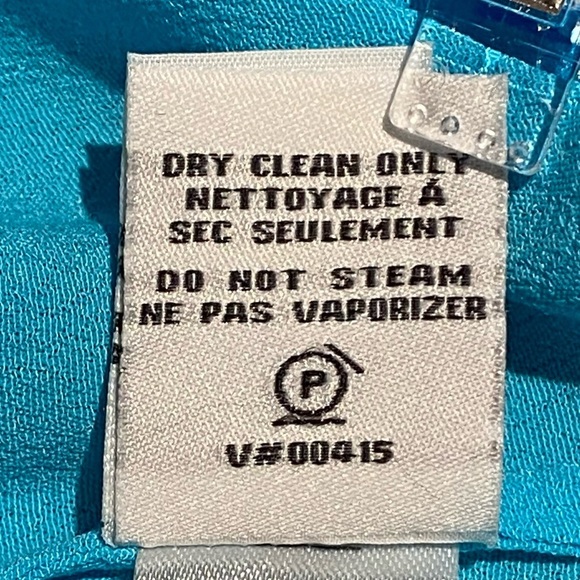 DRY CLEAN ONLY
NETTOYAGE Á
SEC SEULEMENT
DO NOT STEAM
NE PAS VAPORIZER
P
V#00415